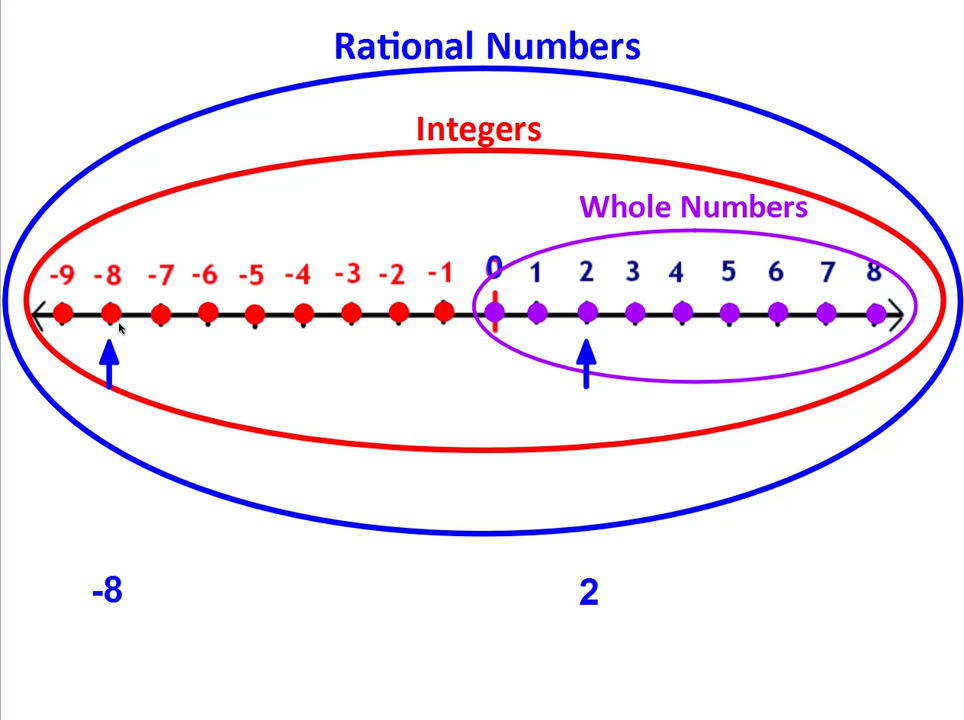 Rational Numbers
Integers
Whole Numbers
-9 -8 -7 -6 -5 -4 -3 -2 -1 0 1 2 3 4 5 6 7 8
-8 2